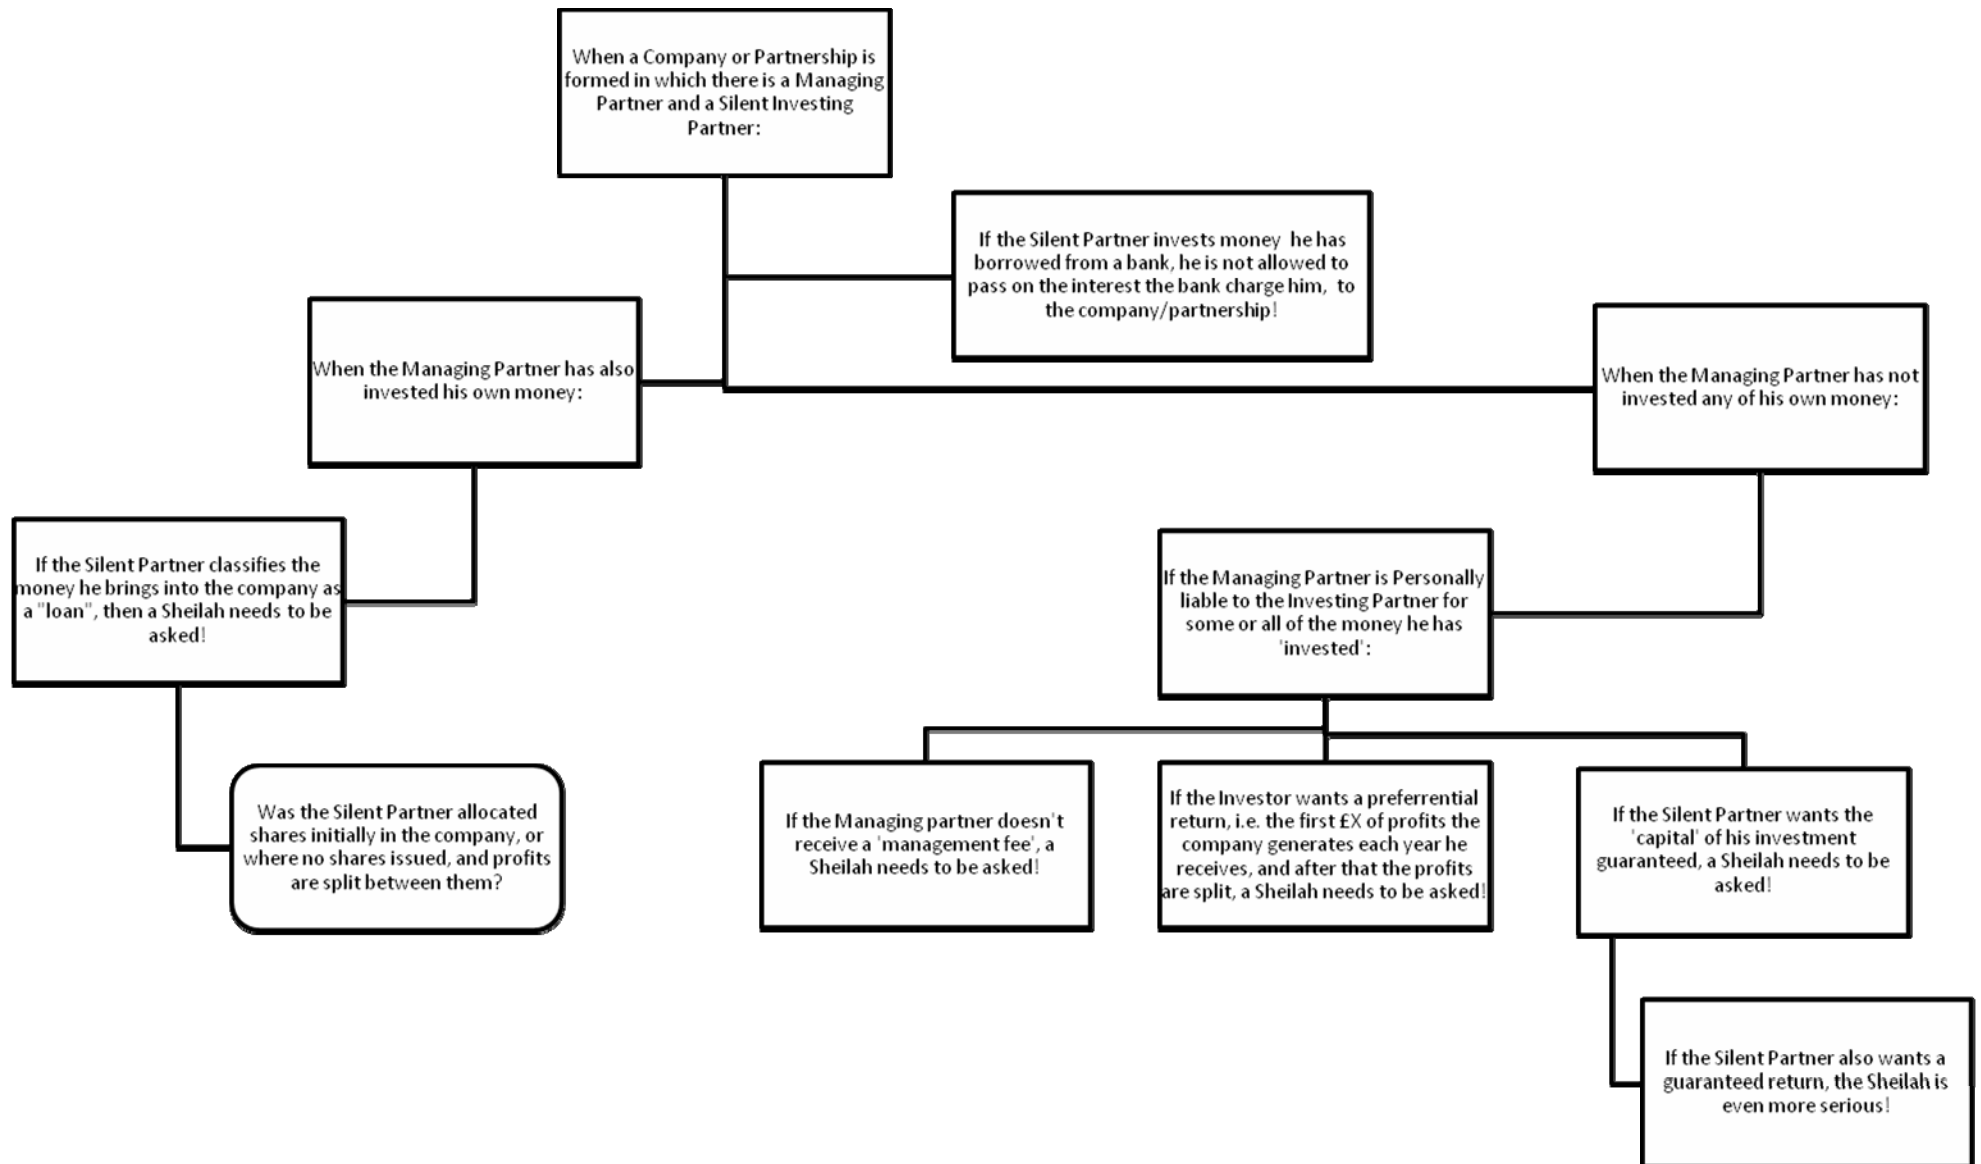 When a Company or Partnership is
formed in which there is a Managing
Partner and a Silent Investing
Partner:
If the Silent Partner invests money he has
borrowed from a bank, he is not allowed to
pass on the interest the bank charge him, to
the company/partnership!
When the Managing Partner has also
invested his own money:
When the Managing Partner has not
invested any of his own money:
If the Silent Partner classifies the
money he brings into the company as
a "loan", then a Sheilah needs to be
asked!
If the Managing Partner is Personally
liable to the Investing Partner for
some or all of the money he has
'invested':
Was the Silent Partner allocated
shares initially in the company, or
where no shares issued, and profits
are split between them?
If the Managing partner doesn't
receive a 'management fee', a
Sheilah needs to be asked!
If the Investor wants a preferrential
return, i.e. the first £X of profits the
company generates each year he
receives, and after that the profits
are split, a Sheilah needs to be asked!
If the Silent Partner wants the
'capital' of his investment
guaranteed, a Sheilah needs to be
asked!
If the Silent Partner also wants a
guaranteed return, the Sheilah is
even more serious!